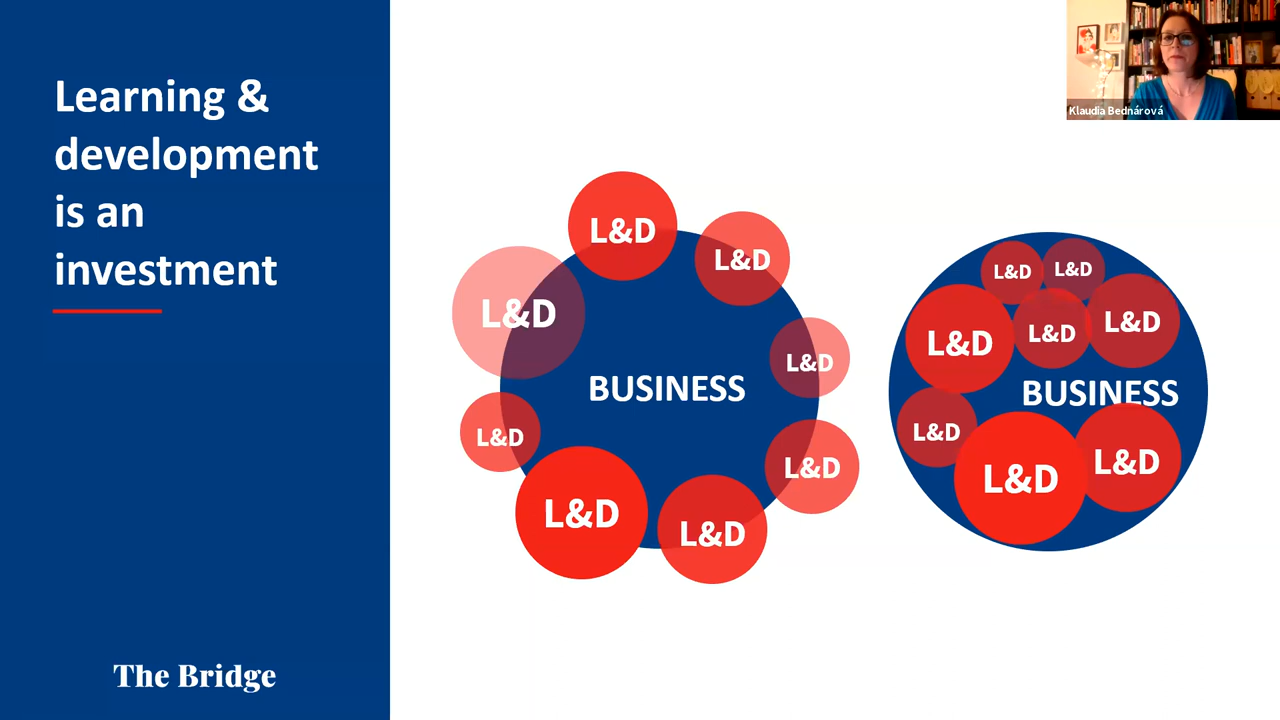 Learning &
development
is an
investment
The Bridge
Klaudia Bednárová
L&D
L&D
L&D
L&D
BUSINESS
L&D
L&D
L&D
L&D
L&D
L&D
L&D
L&D
L&D
BUSINESS
L&D
L&D
L&D